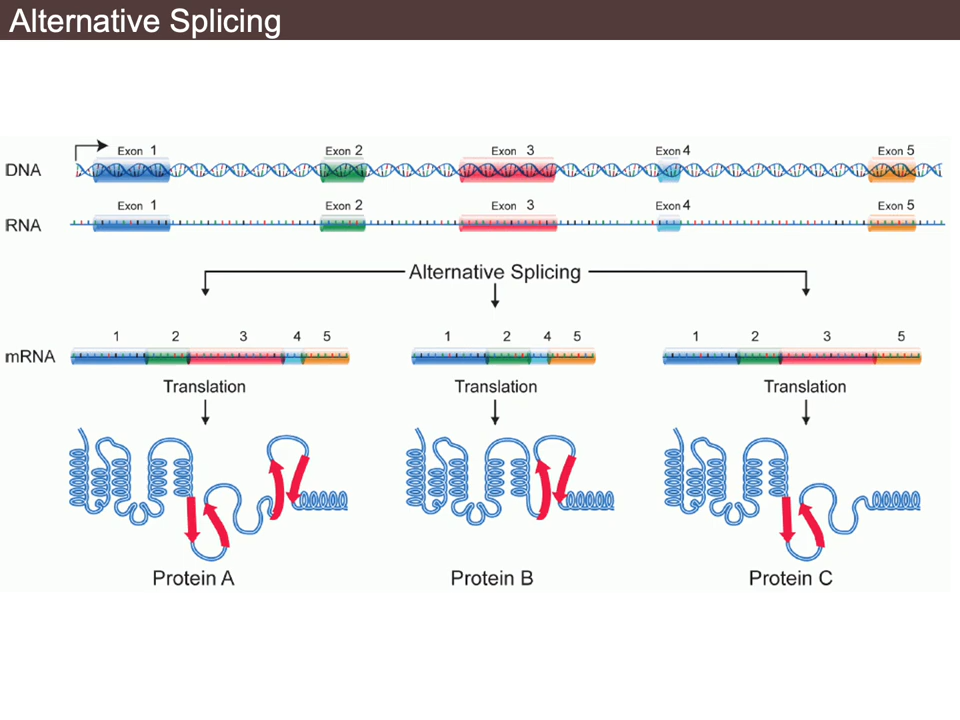 Alternative Splicing
Exon 1 Exon 2 Exon 3 Exon 4 Exon 5
DNA
Exon 1 Exon 2 Exon 3 Exon 4 Exon 5
RNA
Alternative Splicing
1 2 3 4 5 1 2 4 5 1 2 3 5
mRNA
Translation Translation Translation
Protein A Protein B Protein C